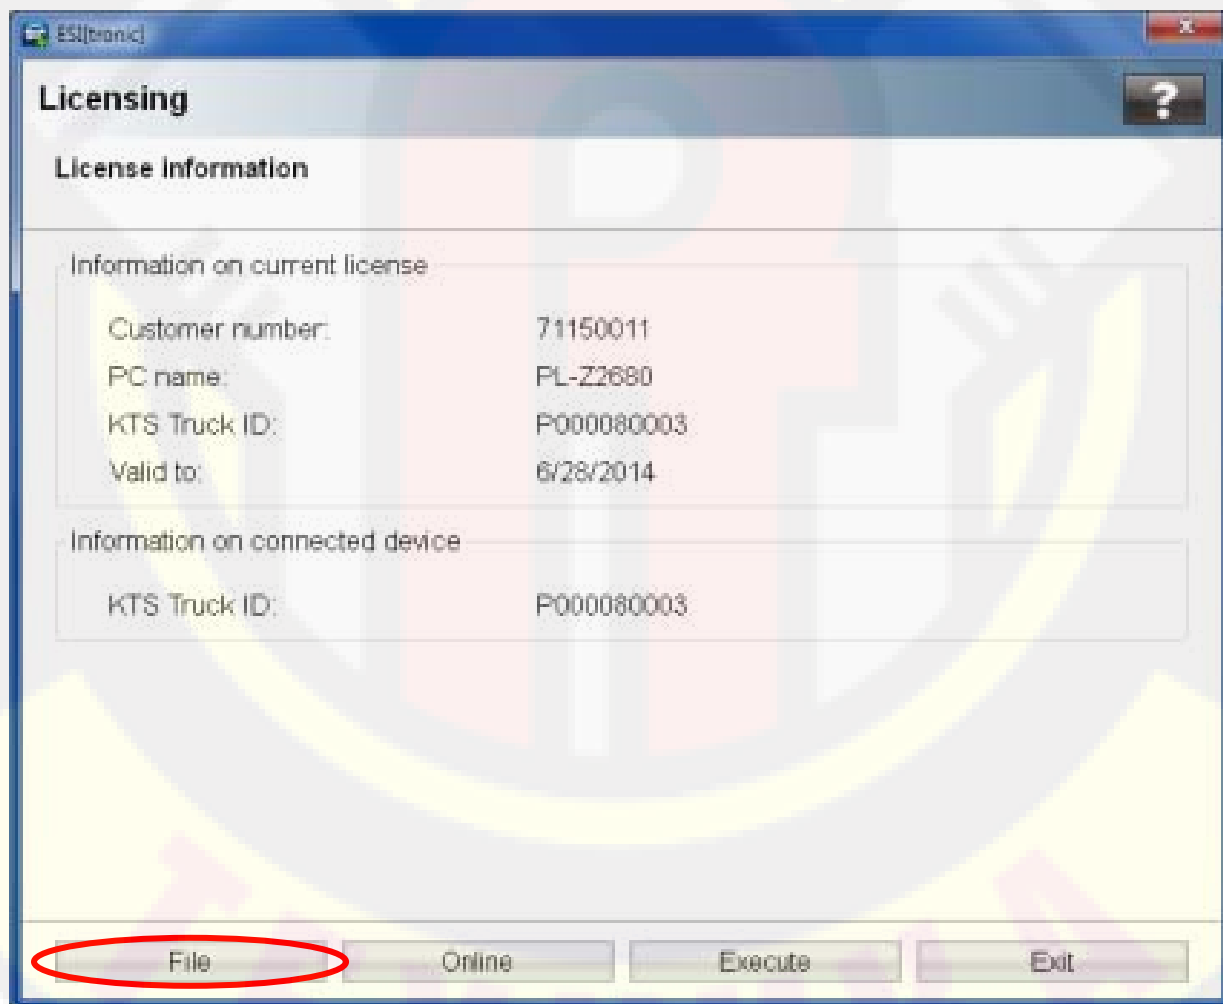 ESI[tronic]
x
Licensing
?
License information
Information on current license
Customer number: 71150011
PC name: PL-Z2680
KTS Truck ID: P000080003
Valid to: 6/28/2014
Information on connected device
KTS Truck ID: P000080003
File Online Execute Exit